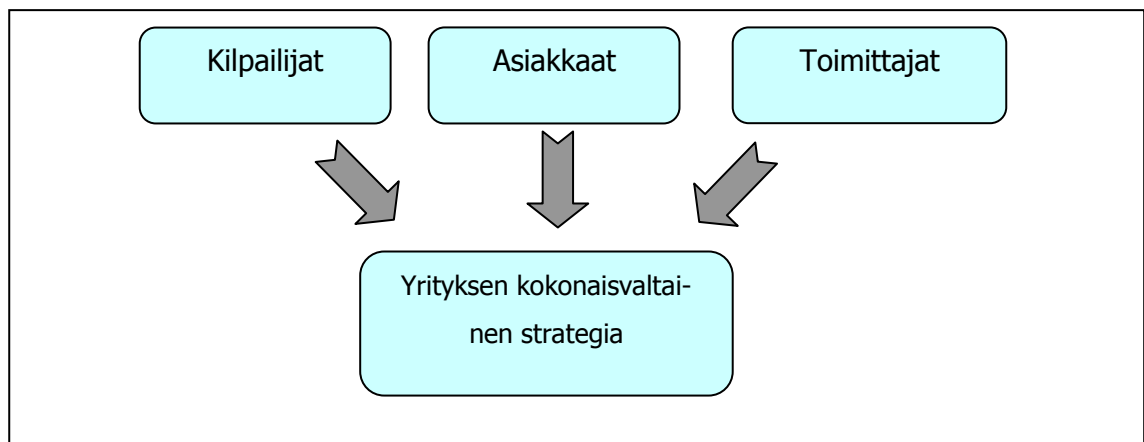 Kilpailijat
Asiakkaat
Toimittajat
Yrityksen kokonaisvaltai-
nen strategia